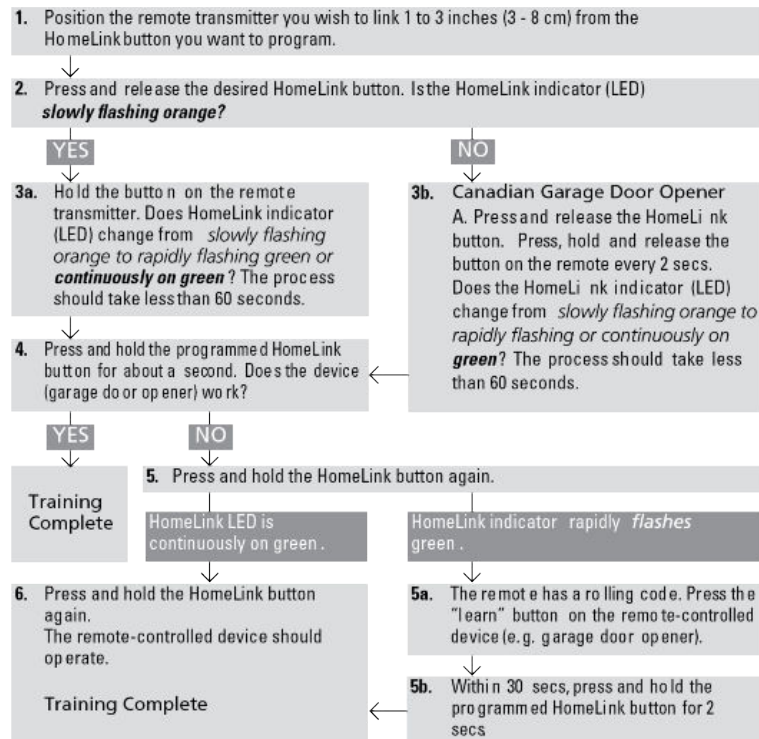 1. Position the remote transmitter you wish to link 1 to 3 inches (3 - 8 cm) from the
HomeLink button you want to program.
2. Press and release the desired HomeLink button. Is the HomeLink indicator (LED)
slowly flashing orange?
YES
NO
3a. Hold the button on the remote
transmitter. Does HomeLink indicator
(LED) change from slowly flashing
orange to rapidly flashing green or
continuously on green? The process
should take less than 60 seconds.
3b. Canadian Garage Door Opener
A. Press and release the HomeLink
button. Press, hold and release the
button on the remote every 2 secs.
Does the HomeLink indicator (LED)
change from slowly flashing orange to
rapidly flashing or continuously on
green? The process should take less
than 60 seconds.
4. Press and hold the programmed HomeLink
button for about a second. Does the device
(garage door opener) work?
YES
NO
Training
Complete
5. Press and hold the HomeLink button again.
HomeLink LED is
continuously on green.
HomeLink indicator rapidly flashes
green.
6. Press and hold the HomeLink button
again.
The remote-controlled device should
operate.
Training Complete
5a. The remote has a rolling code. Press the
"learn" button on the remote-controlled
device (e.g. garage door opener).
5b. Within 30 secs, press and hold the
programmed HomeLink button for 2
secs